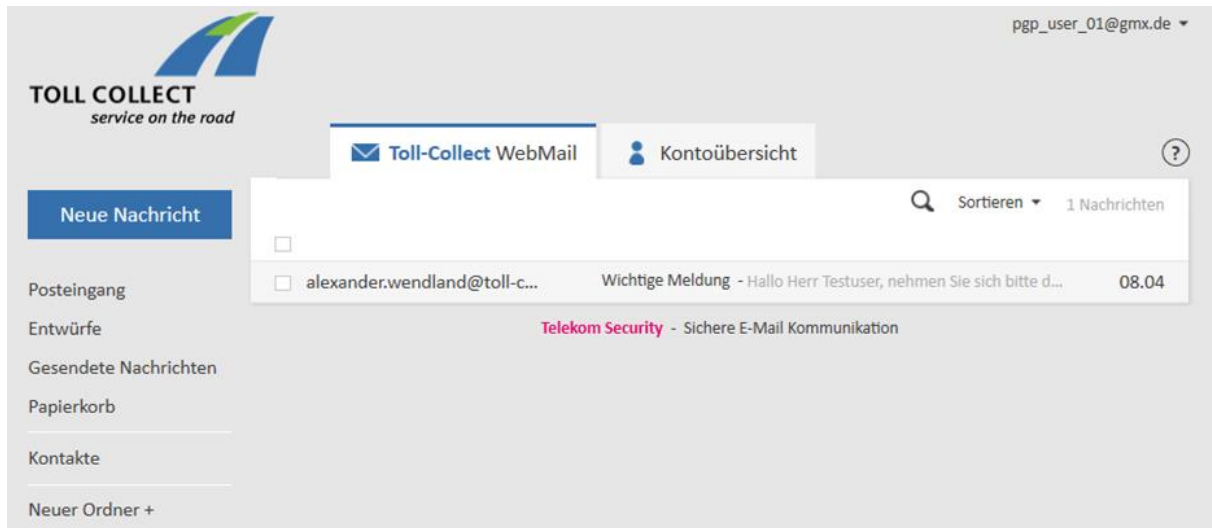 pgp_user_01@gmx.de
TOLL COLLECT
service on the road
Toll-Collect WebMail
Kontoübersicht
?
Neue Nachricht
Sortieren
1 Nachrichten
alexander.wendland@toll-c... Wichtige Meldung - Hallo Herr Testuser, nehmen Sie sich bitte d... 08.04
Telekom Security - Sichere E-Mail Kommunikation
Posteingang
Entwürfe
Gesendete Nachrichten
Papierkorb
Kontakte
Neuer Ordner +